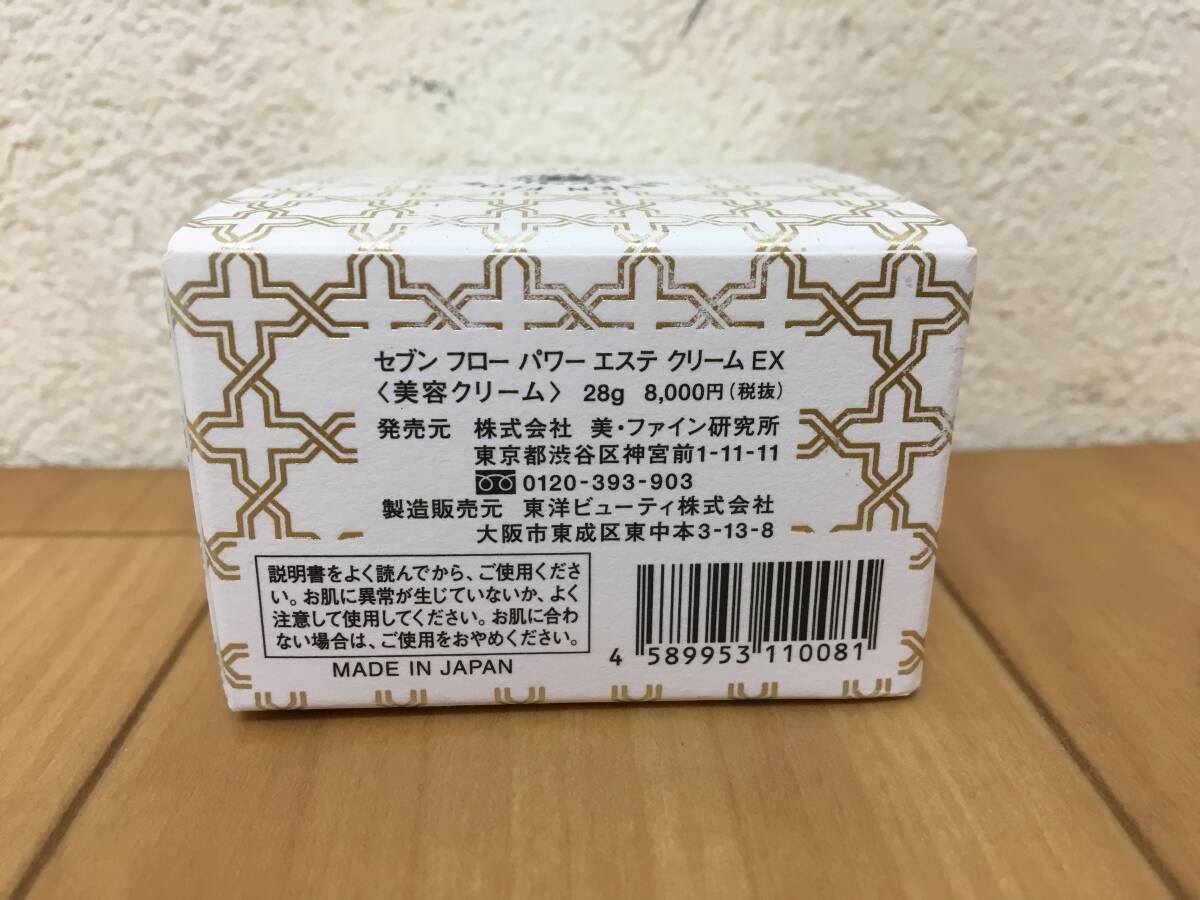 セブン フロー パワー エステ クリーム EX
〈美容クリーム〉 28g 8,000円(税抜)
発売元 株式会社 美・ファイン研究所
東京都渋谷区神宮前1-11-11
0120-393-903
製造販売元 東洋ビューティ株式会社
大阪市東成区東中本3-13-8
説明書をよく読んでから、ご使用くださ
い。お肌に異常が生じていないか、よく
注意して使用してください。お肌に合わ
ない場合は、ご使用をおやめください。
MADE IN JAPAN
4 589953 110081